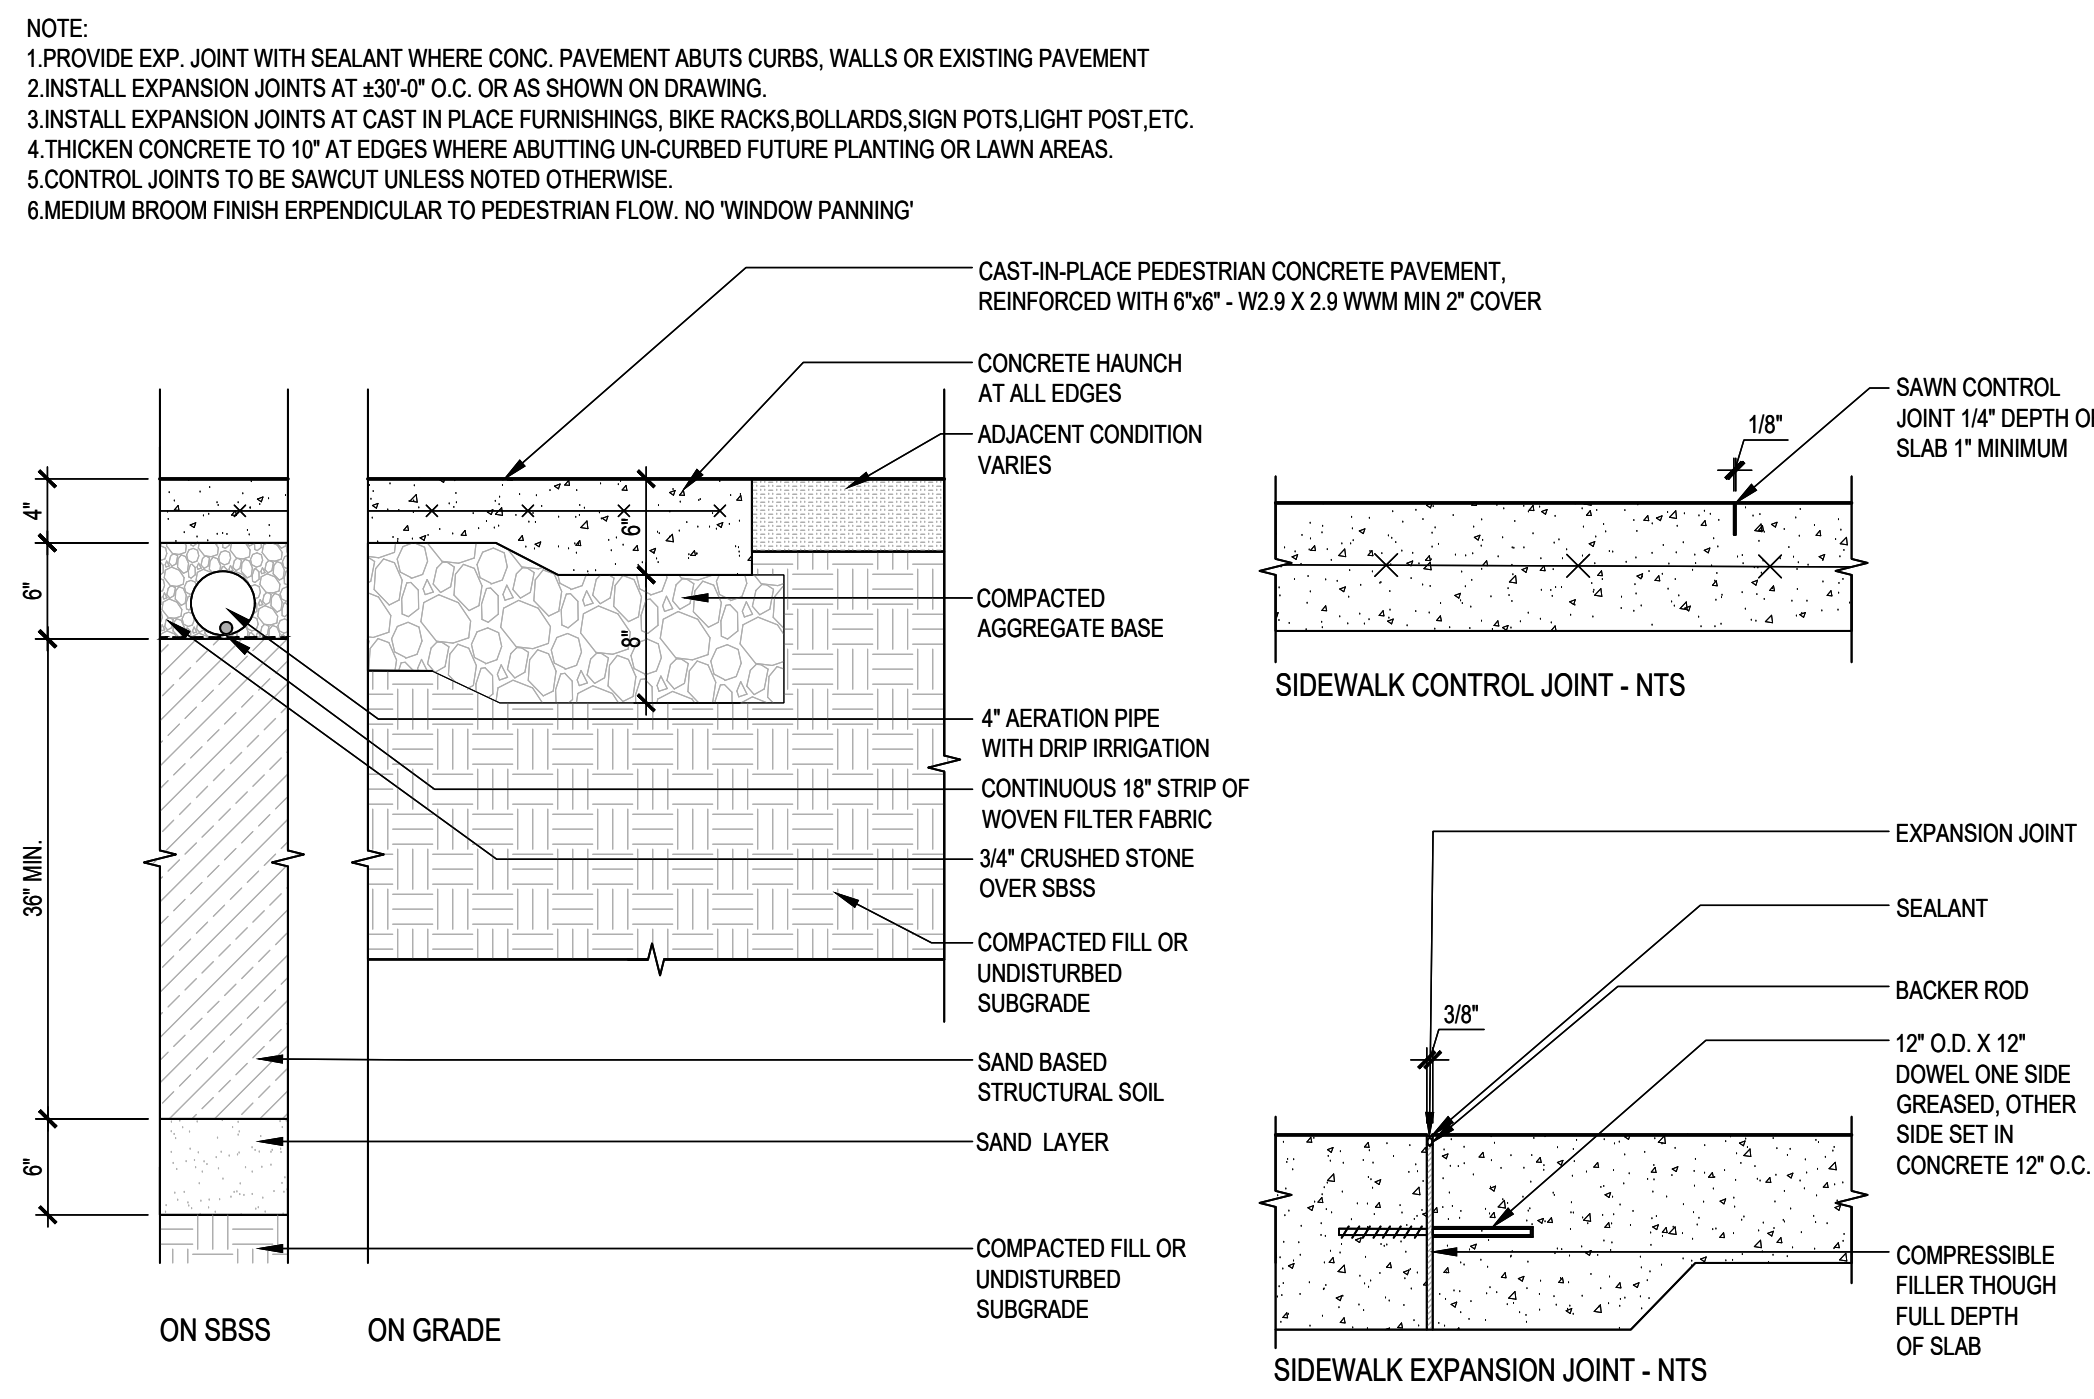 NOTE:
1.PROVIDE EXP. JOINT WITH SEALANT WHERE CONC. PAVEMENT ABUTS CURBS, WALLS OR EXISTING PAVEMENT
2.INSTALL EXPANSION JOINTS AT ±30'-0" O.C. OR AS SHOWN ON DRAWING.
3.INSTALL EXPANSION JOINTS AT CAST IN PLACE FURNISHINGS, BIKE RACKS,BOLLARDS,SIGN POTS,LIGHT POST,ETC.
4.THICKEN CONCRETE TO 10" AT EDGES WHERE ABUTTING UN-CURBED FUTURE PLANTING OR LAWN AREAS.
5.CONTROL JOINTS TO BE SAWCUT UNLESS NOTED OTHERWISE.
6.MEDIUM BROOM FINISH ERPENDICULAR TO PEDESTRIAN FLOW. NO 'WINDOW PANNING'
4"
6"
36" MIN.
6"
6"
8"
CAST-IN-PLACE PEDESTRIAN CONCRETE PAVEMENT,
REINFORCED WITH 6"x6" - W2.9 X 2.9 WWM MIN 2" COVER
CONCRETE HAUNCH
AT ALL EDGES
ADJACENT CONDITION
VARIES
COMPACTED
AGGREGATE BASE
4" AERATION PIPE
WITH DRIP IRRIGATION
CONTINUOUS 18" STRIP OF
WOVEN FILTER FABRIC
3/4" CRUSHED STONE
OVER SBSS
COMPACTED FILL OR
UNDISTURBED
SUBGRADE
SAND BASED
STRUCTURAL SOIL
SAND LAYER
COMPACTED FILL OR
UNDISTURBED
SUBGRADE
ON SBSS
ON GRADE
1/8"
SAWN CONTROL
JOINT 1/4" DEPTH OF
SLAB 1" MINIMUM
SIDEWALK CONTROL JOINT - NTS
3/8"
EXPANSION JOINT
SEALANT
BACKER ROD
12" O.D. X 12"
DOWEL ONE SIDE
GREASED, OTHER
SIDE SET IN
CONCRETE 12" O.C.
COMPRESSIBLE
FILLER THOUGH
FULL DEPTH
OF SLAB
SIDEWALK EXPANSION JOINT - NTS